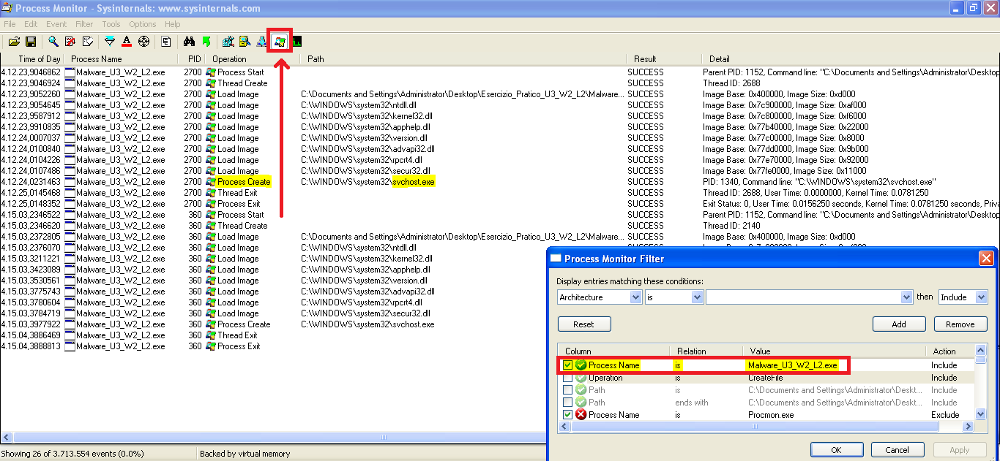 Process Monitor - Sysinternals: www.sysinternals.com
File Edit Event Filter Tools Options Help
Time of Day Process Name PID Operation Path Result Detail
4.12.23,9046862 Malware_U3_W2_L2.exe 2700 Process Start SUCCESS Parent PID: 1152, Command line: "C:\Documents and Settings\Administrator\Desktop
4.12.23,9046924 Malware_U3_W2_L2.exe 2700 Thread Create SUCCESS Thread ID: 2688
4.12.23,9052260 Malware_U3_W2_L2.exe 2700 Load Image C:\Documents and Settings\Administrator\Desktop\Esercizio_Pratico_U3_W2_L2\Malware... SUCCESS Image Base: 0x400000, Image Size: 0xd000
4.12.23,9054645 Malware_U3_W2_L2.exe 2700 Load Image C:\WINDOWS\system32\ntdll.dll SUCCESS Image Base: 0x7c900000, Image Size: 0xaf000
4.12.23,9587912 Malware_U3_W2_L2.exe 2700 Load Image C:\WINDOWS\system32\kernel32.dll SUCCESS Image Base: 0x7c800000, Image Size: 0xf6000
4.12.23,9910835 Malware_U3_W2_L2.exe 2700 Load Image C:\WINDOWS\system32\apphelp.dll SUCCESS Image Base: 0x77b40000, Image Size: 0x22000
4.12.24,0007037 Malware_U3_W2_L2.exe 2700 Load Image C:\WINDOWS\system32\version.dll SUCCESS Image Base: 0x77c00000, Image Size: 0x8000
4.12.24,0100840 Malware_U3_W2_L2.exe 2700 Load Image C:\WINDOWS\system32\advapi32.dll SUCCESS Image Base: 0x77dd0000, Image Size: 0x9b000
4.12.24,0104226 Malware_U3_W2_L2.exe 2700 Load Image C:\WINDOWS\system32\rpcrt4.dll SUCCESS Image Base: 0x77e70000, Image Size: 0x92000
4.12.24,0107486 Malware_U3_W2_L2.exe 2700 Load Image C:\WINDOWS\system32\secur32.dll SUCCESS Image Base: 0x77fe0000, Image Size: 0x11000
4.12.24,0231463 Malware_U3_W2_L2.exe 2700 Process Create C:\WINDOWS\system32\svchost.exe SUCCESS PID: 1340, Command line: "C:\WINDOWS\system32\svchost.exe"
4.12.25,0145468 Malware_U3_W2_L2.exe 2700 Thread Exit SUCCESS Thread ID: 2688, User Time: 0.0000000, Kernel Time: 0.0781250
4.12.25,0148352 Malware_U3_W2_L2.exe 2700 Process Exit SUCCESS Exit Status: 0, User Time: 0.0156250 seconds, Kernel Time: 0.0781250 seconds, Priva
4.15.03,2346522 Malware_U3_W2_L2.exe 360 Process Start SUCCESS Parent PID: 1152, Command line: "C:\Documents and Settings\Administrator\Desktop
4.15.03,2346620 Malware_U3_W2_L2.exe 360 Thread Create SUCCESS Thread ID: 2140
4.15.03,2372805 Malware_U3_W2_L2.exe 360 Load Image C:\Documents and Settings\Administrator\Desktop\Esercizio_Pratico_U3_W2_L2\Malware... SUCCESS Image Base: 0x400000, Image Size: 0xd000
4.15.03,2376070 Malware_U3_W2_L2.exe 360 Load Image C:\WINDOWS\system32\ntdll.dll
4.15.03,3211221 Malware_U3_W2_L2.exe 360 Load Image C:\WINDOWS\system32\kernel32.dll
4.15.03,3423089 Malware_U3_W2_L2.exe 360 Load Image C:\WINDOWS\system32\apphelp.dll
4.15.03,3530561 Malware_U3_W2_L2.exe 360 Load Image C:\WINDOWS\system32\version.dll
4.15.03,3775743 Malware_U3_W2_L2.exe 360 Load Image C:\WINDOWS\system32\advapi32.dll
4.15.03,3780604 Malware_U3_W2_L2.exe 360 Load Image C:\WINDOWS\system32\rpcrt4.dll
4.15.03,3784719 Malware_U3_W2_L2.exe 360 Load Image C:\WINDOWS\system32\secur32.dll
4.15.03,3977922 Malware_U3_W2_L2.exe 360 Process Create C:\WINDOWS\system32\svchost.exe
4.15.04,3886469 Malware_U3_W2_L2.exe 360 Thread Exit
4.15.04,3888813 Malware_U3_W2_L2.exe 360 Process Exit
Showing 26 of 3.713.554 events (0.0%) Backed by virtual memory
Process Monitor Filter
Display entries matching these conditions:
Architecture is then Include
Reset Add Remove
Column Relation Value Action
Process Name is Malware_U3_W2_L2.exe Include
Operation is CreateFile Include
Path is C:\Documents and Settings\Administrator\Deskt... Include
Path ends with C:\Documents and Settings\Administrator\Deskt... Include
Process Name is Procmon.exe Exclude
OK Cancel Apply